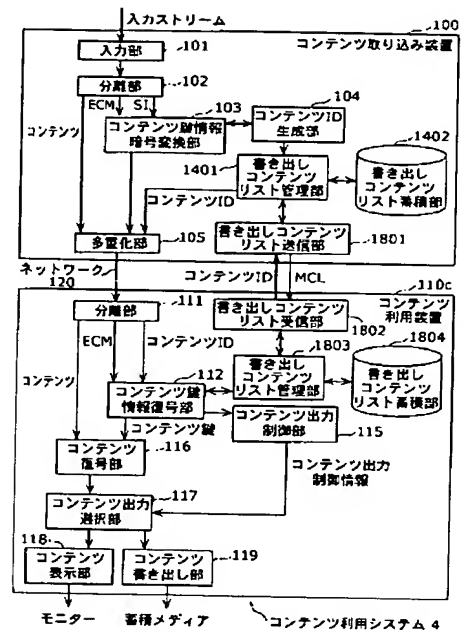 入力ストリーム
100
コンテンツ取り込み装置
入力部
101
分離部
102
ECM
SI
103
104
コンテンツ
コンテンツ鍵情報
暗号変換部
コンテンツID
生成部
1402
1401
書き出し
コンテンツ
リスト管理部
書き出し
コンテンツ
リスト蓄積部
コンテンツID
多重化部
105
書き出しコンテンツ
リスト送信部
1801
ネットワーク
120
コンテンツID
MCL
110c
コンテンツ
利用装置
分離部
111
書き出しコンテンツ
リスト受信部
1802
ECM
コンテンツID
1803
1804
コンテンツ
112
書き出し
コンテンツ
リスト管理部
書き出し
コンテンツ
リスト蓄積部
コンテンツ鍵
情報復号部
コンテンツ鍵
コンテンツ出力
制御部
115
コンテンツ
復号部
116
コンテンツ出力
制御情報
コンテンツ出力
選択部
117
118
コンテンツ
表示部
コンテンツ
書き出し部
119
モニター
蓄積メディア
コンテンツ利用システム 4